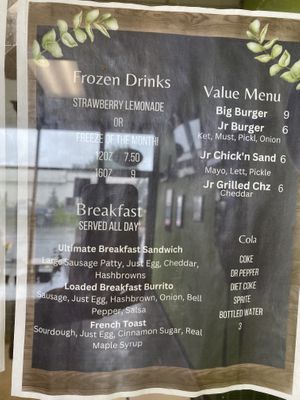 Frozen Drinks
STRAWBERRY LEMONADE
OR
FREEZE OF THE MONTH!
12OZ 7.50
16OZ 9
Breakfast
SERVED ALL DAY
Ultimate Breakfast Sandwich
Large Sausage Patty, Just Egg, Cheddar,
Hashbrowns
Loaded Breakfast Burrito
Sausage, Just Egg, Hashbrown, Onion, Bell
Pepper, Salsa
French Toast
Sourdough, Just Egg, Cinnamon Sugar, Real
Maple Syrup
Value Menu
Big Burger 9
Jr Burger 6
Ket, Must, Pickl, Onion
Jr Chick'n Sand 6
Mayo, Lett, Pickle
Jr Grilled Chz 6
Cheddar
Cola
COKE
DR PEPPER
DIET COKE
SPRITE
BOTTLED WATER
3